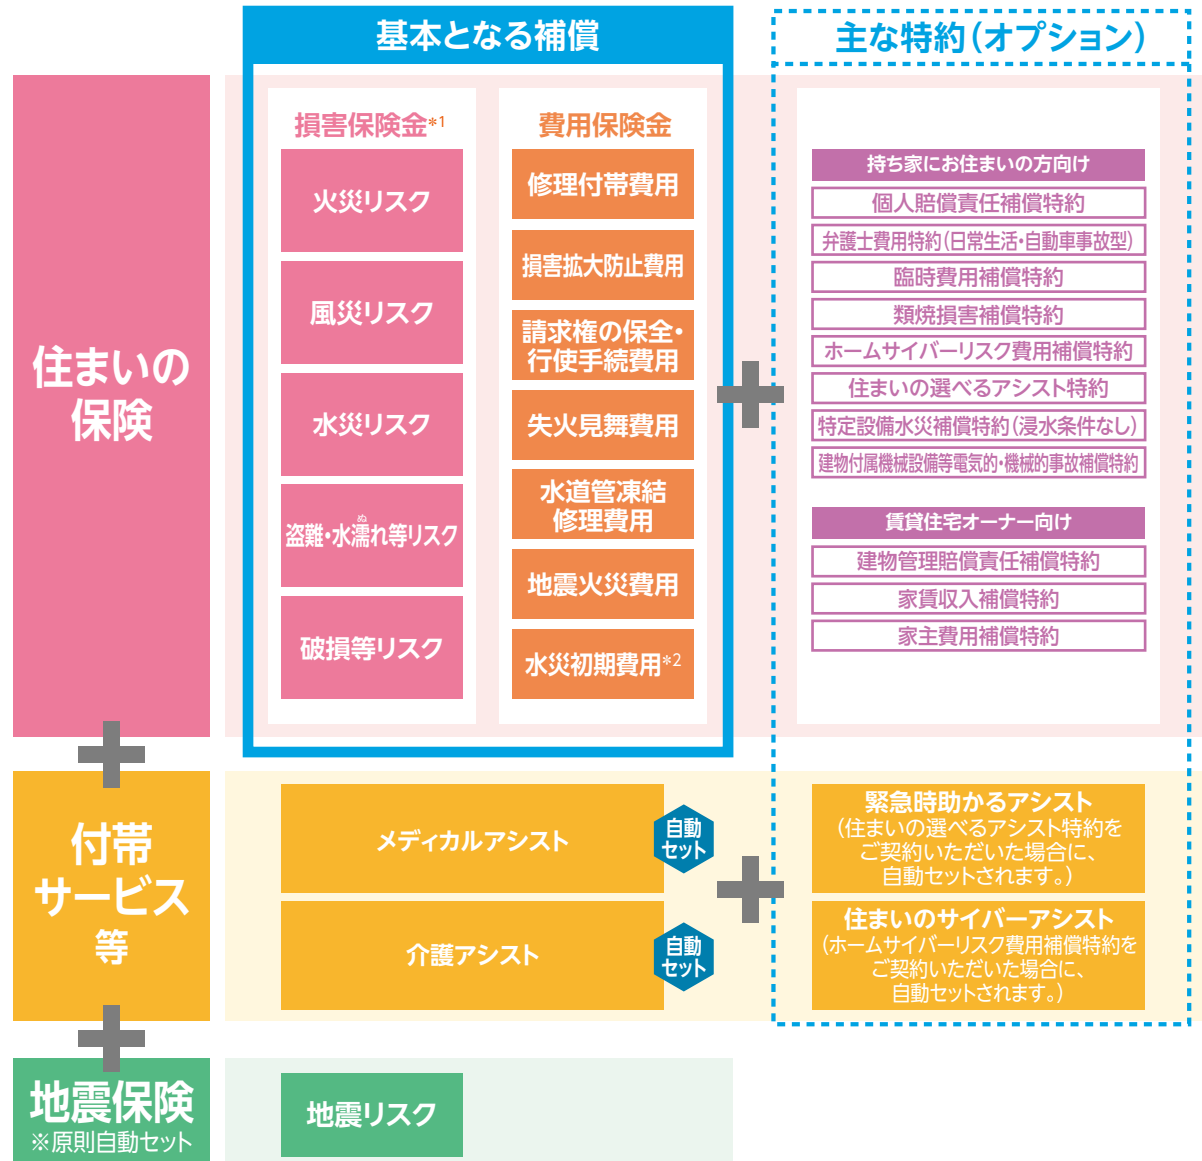 基本となる補償
主な特約(オプション)
住まいの
保険
損害保険金*1
火災リスク
風災リスク
水災リスク
盗難・水濡れ等リスク
ぬ
破損等リスク
費用保険金
修理付帯費用
損害拡大防止費用
請求権の保全・
行使手続費用
失火見舞費用
水道管凍結
修理費用
地震火災費用
水災初期費用*2
持ち家にお住まいの方向け
個人賠償責任補償特約
弁護士費用特約(日常生活・自動車事故型)
臨時費用補償特約
類焼損害補償特約
ホームサイバーリスク費用補償特約
住まいの選べるアシスト特約
特定設備水災補償特約(浸水条件なし)
建物付属機械設備等電気的・機械的事故補償特約
賃貸住宅オーナー向け
建物管理賠償責任補償特約
家賃収入補償特約
家主費用補償特約
付帯
サービス
等
メディカルアシスト
自動
セット
介護アシスト
自動
セット
緊急時助かるアシスト
(住まいの選べるアシスト特約を
ご契約いただいた場合に、
自動セットされます。)
住まいのサイバーアシスト
(ホームサイバーリスク費用補償特約を
ご契約いただいた場合に、
自動セットされます。)
地震保険
※原則自動セット
地震リスク